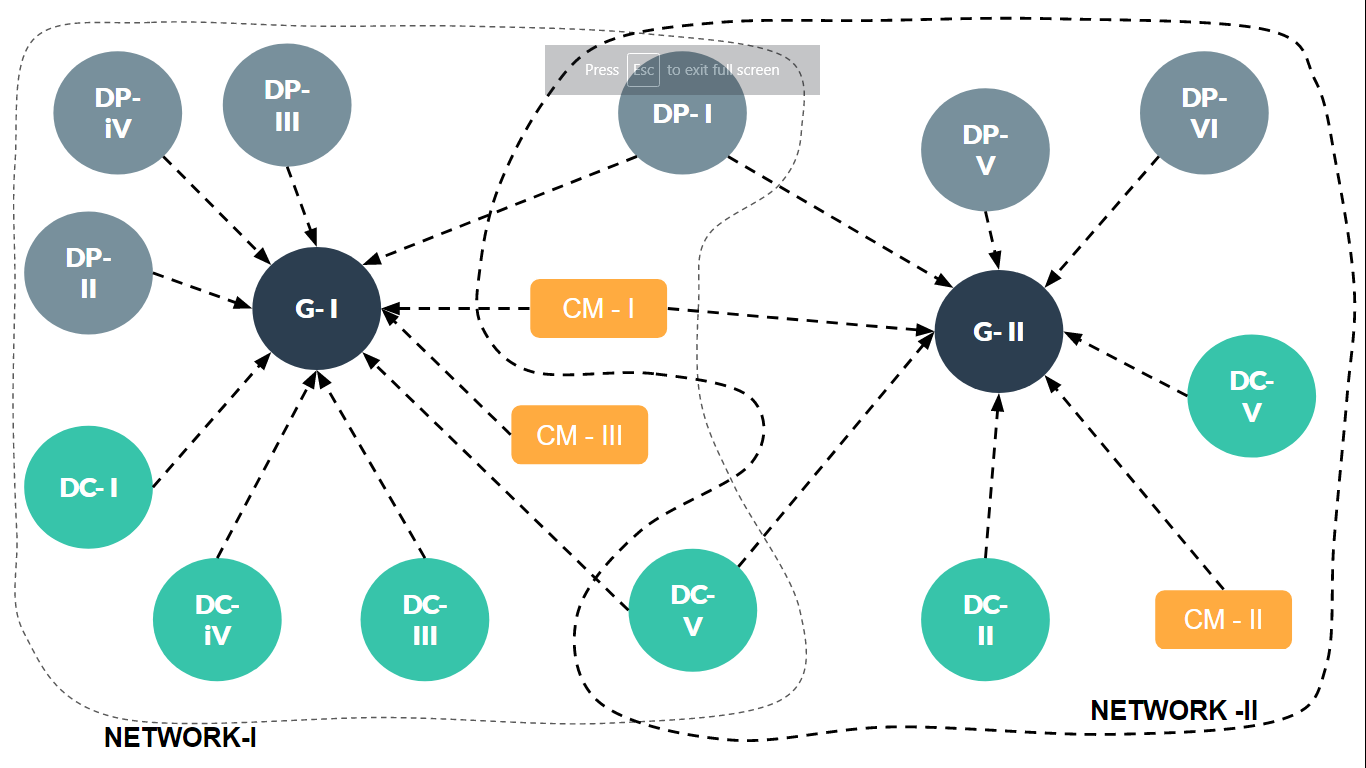 Press Esc to exit full screen
DP-
iV
DP-
III
DP- I
DP-
V
DP-
VI
DP-
II
G- I
CM - I
G- II
DC-
V
CM - III
DC- I
DC-
iV
DC-
III
DC-
V
DC-
II
CM - II
NETWORK -II
NETWORK-I